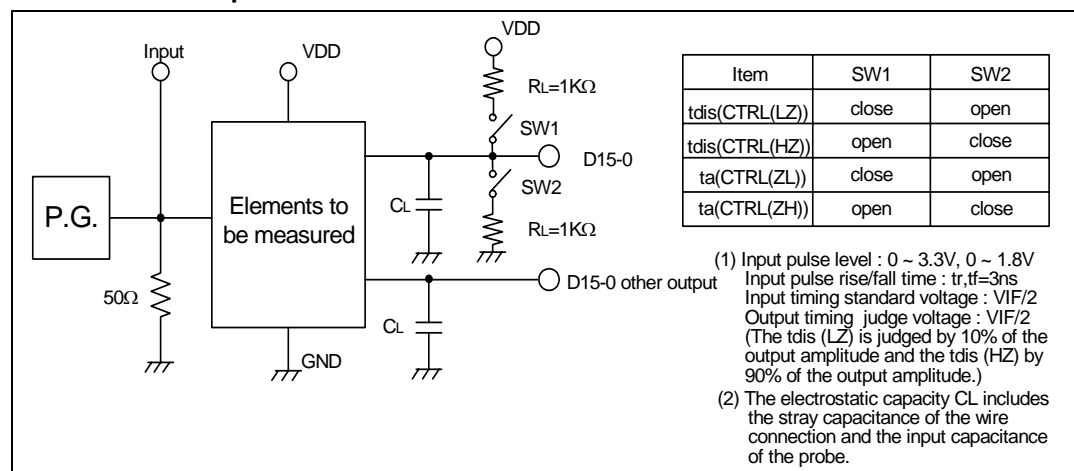 Input
VDD
VDD
RL=1KΩ
SW1
D15-0
SW2
CL
RL=1KΩ
P.G.
Elements to
be measured
50Ω
D15-0 other output
CL
GND
Item SW1 SW2
tdis(CTRL(LZ)) close open
tdis(CTRL(HZ)) open close
ta(CTRL(ZL)) close open
ta(CTRL(ZH)) open close
(1) Input pulse level : 0 ~ 3.3V, 0 ~ 1.8V
Input pulse rise/fall time : tr,tf=3ns
Input timing standard voltage : VIF/2
Output timing judge voltage : VIF/2
(The tdis (LZ) is judged by 10% of the
output amplitude and the tdis (HZ) by
90% of the output amplitude.)
(2) The electrostatic capacity CL includes
the stray capacitance of the wire
connection and the input capacitance
of the probe.